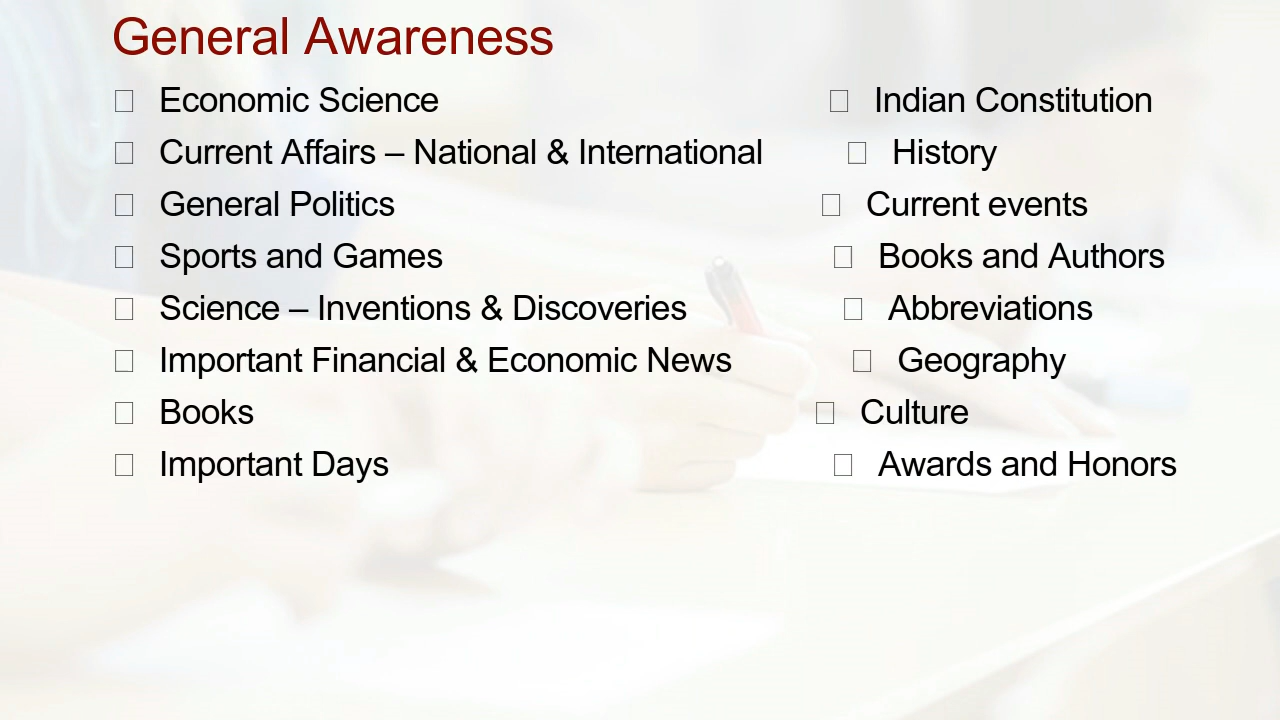 General Awareness
Economic Science Indian Constitution
Current Affairs – National & International History
General Politics Current events
Sports and Games Books and Authors
Science – Inventions & Discoveries Abbreviations
Important Financial & Economic News Geography
Books Culture
Important Days Awards and Honors